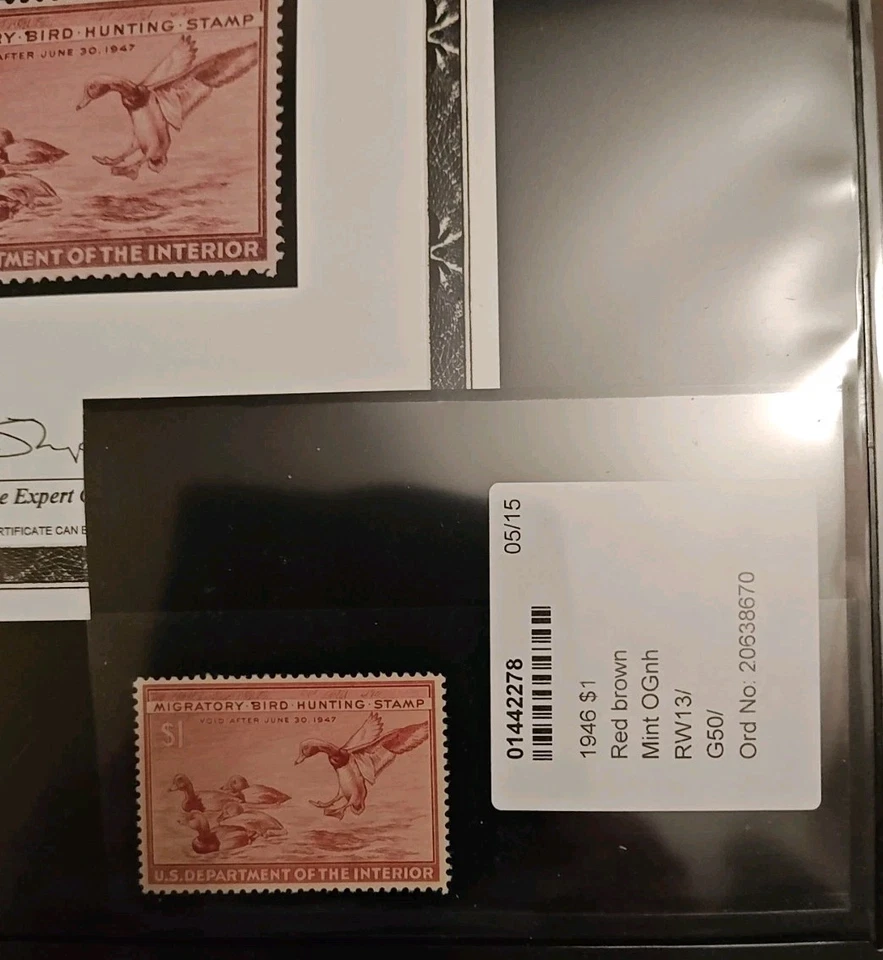 RY·BIRD·HUNTING·STAMP
AFTER JUNE 30, 1947
TMENT OF THE INTERIOR
e Expert
RTIFICATE CAN B
MIGRATORY·BIRD·HUNTING·STAMP
VOID AFTER JUNE 30, 1947
$1
U.S. DEPARTMENT OF THE INTERIOR
01442278
05/15
1946 $1
Red brown
Mint OGnh
RW13/
G50/
Ord No: 20638670